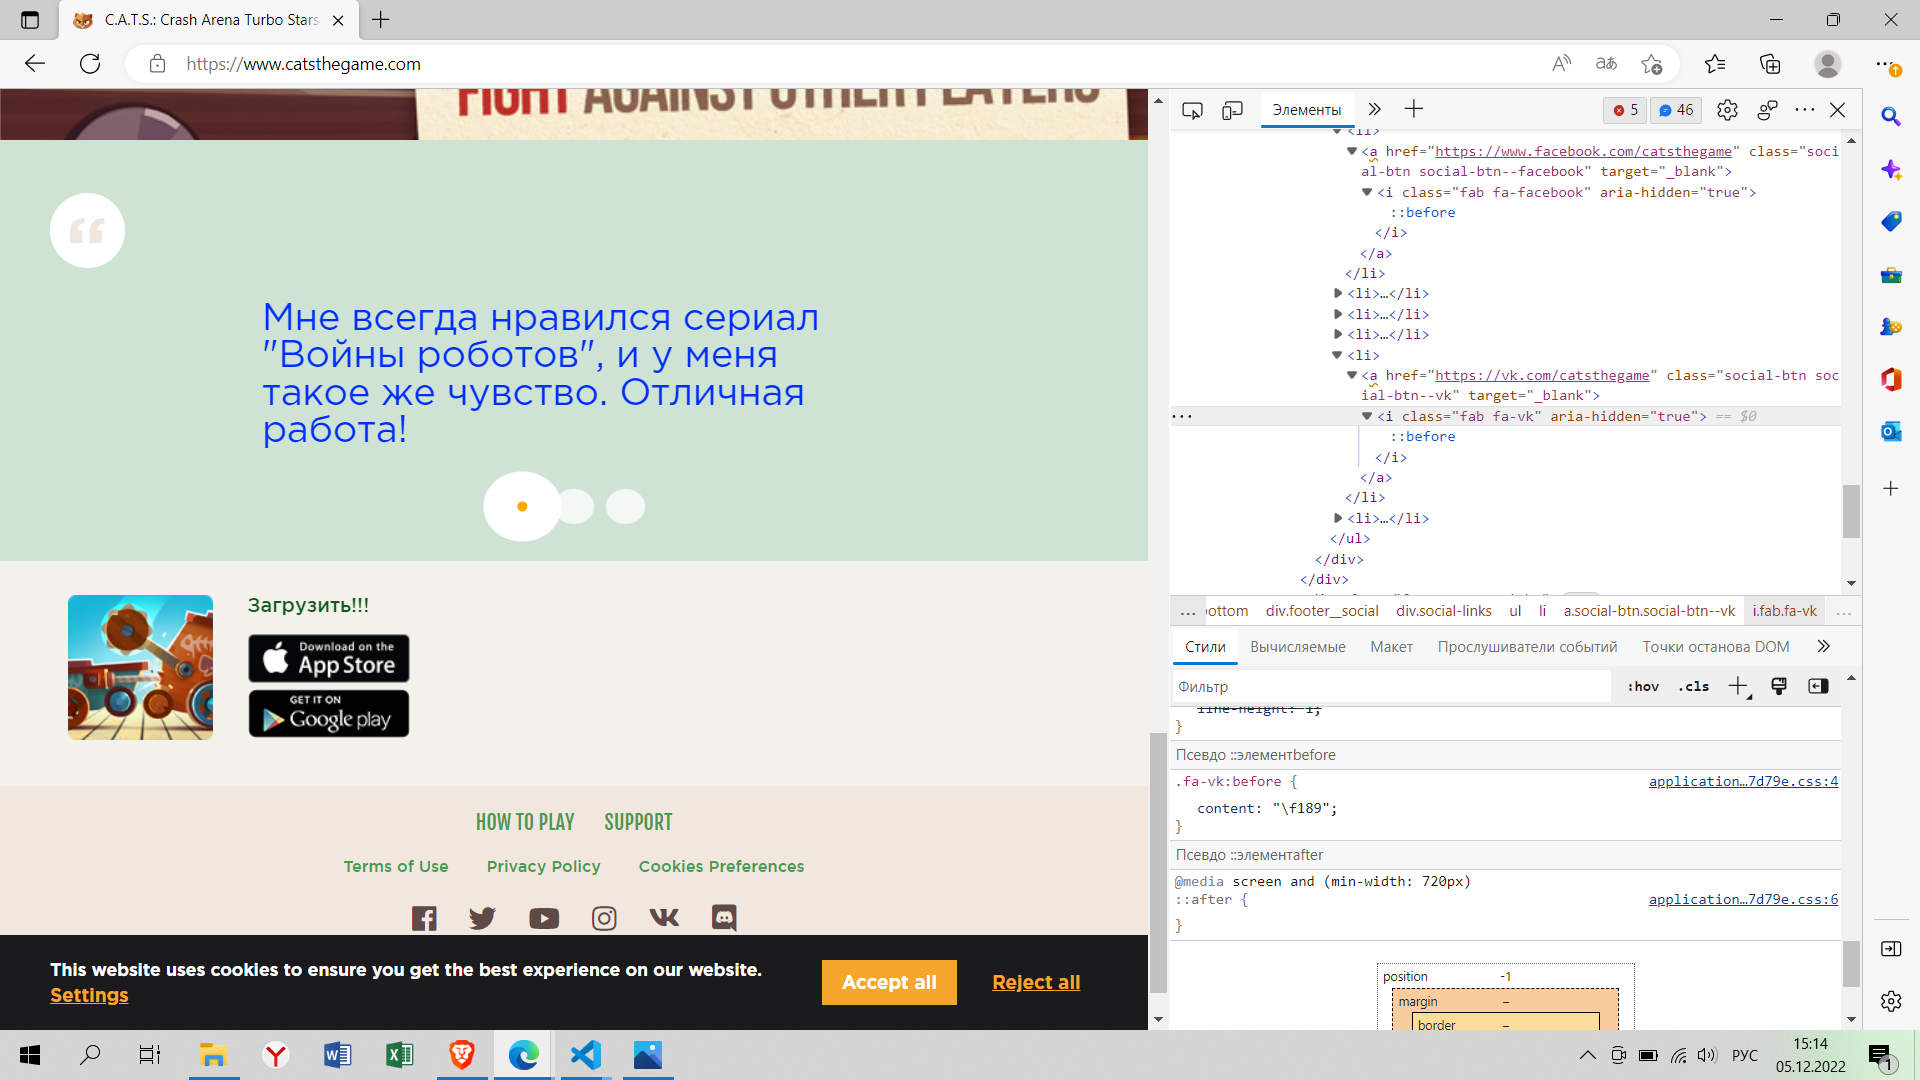 C.A.T.S.: Crash Arena Turbo Stars
https://www.catsthegame.com
FIGHT AGAINST OTHER PLAYERS
Мне всегда нравился сериал
"Войны роботов", и у меня
такое же чувство. Отличная
работа!
Загрузить!!!
Download on the
App Store
GET IT ON
Google play
HOW TO PLAY SUPPORT
Terms of Use Privacy Policy Cookies Preferences
This website uses cookies to ensure you get the best experience on our website.
Settings
Accept all
Reject all
Элементы
5
46
<li>
<a href="https://www.facebook.com/catsthegame" class="soci
al-btn social-btn--facebook" target="_blank">
<i class="fab fa-facebook" aria-hidden="true">
::before
</i>
</a>
</li>
<li>…</li>
<li>…</li>
<li>…</li>
<li>
<a href="https://vk.com/catsthegame" class="social-btn soc
ial-btn--vk" target="_blank">
... <i class="fab fa-vk" aria-hidden="true"> == $0
::before
</i>
</a>
</li>
<li>…</li>
</ul>
</div>
</div>
... ottom div.footer__social div.social-links ul li a.social-btn.social-btn--vk i.fab.fa-vk ...
Стили Вычисляемые Макет Прослушиватели событий Точки останова DOM
Фильтр
:hov .cls
line-height: 1;
}
Псевдо ::элементbefore
.fa-vk:before {
application…7d79e.css:4
content: "\f189";
}
Псевдо ::элементafter
@media screen and (min-width: 720px)
::after {
application…7d79e.css:6
}
position -1
margin –
border –
РУС
15:14
05.12.2022
1